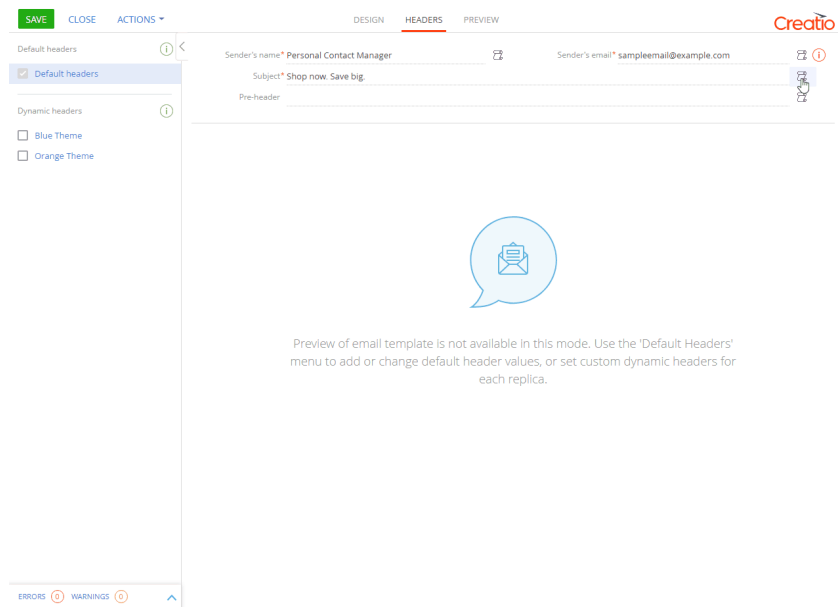 SAVE CLOSE ACTIONS DESIGN HEADERS PREVIEW Creatio
Default headers
Default headers
Dynamic headers
Blue Theme
Orange Theme
Sender's name* Personal Contact Manager Sender's email* sampleemail@example.com
Subject* Shop now. Save big.
Pre-header
Preview of email template is not available in this mode. Use the 'Default Headers'
menu to add or change default header values, or set custom dynamic headers for
each replica.
ERRORS 0 WARNINGS 0